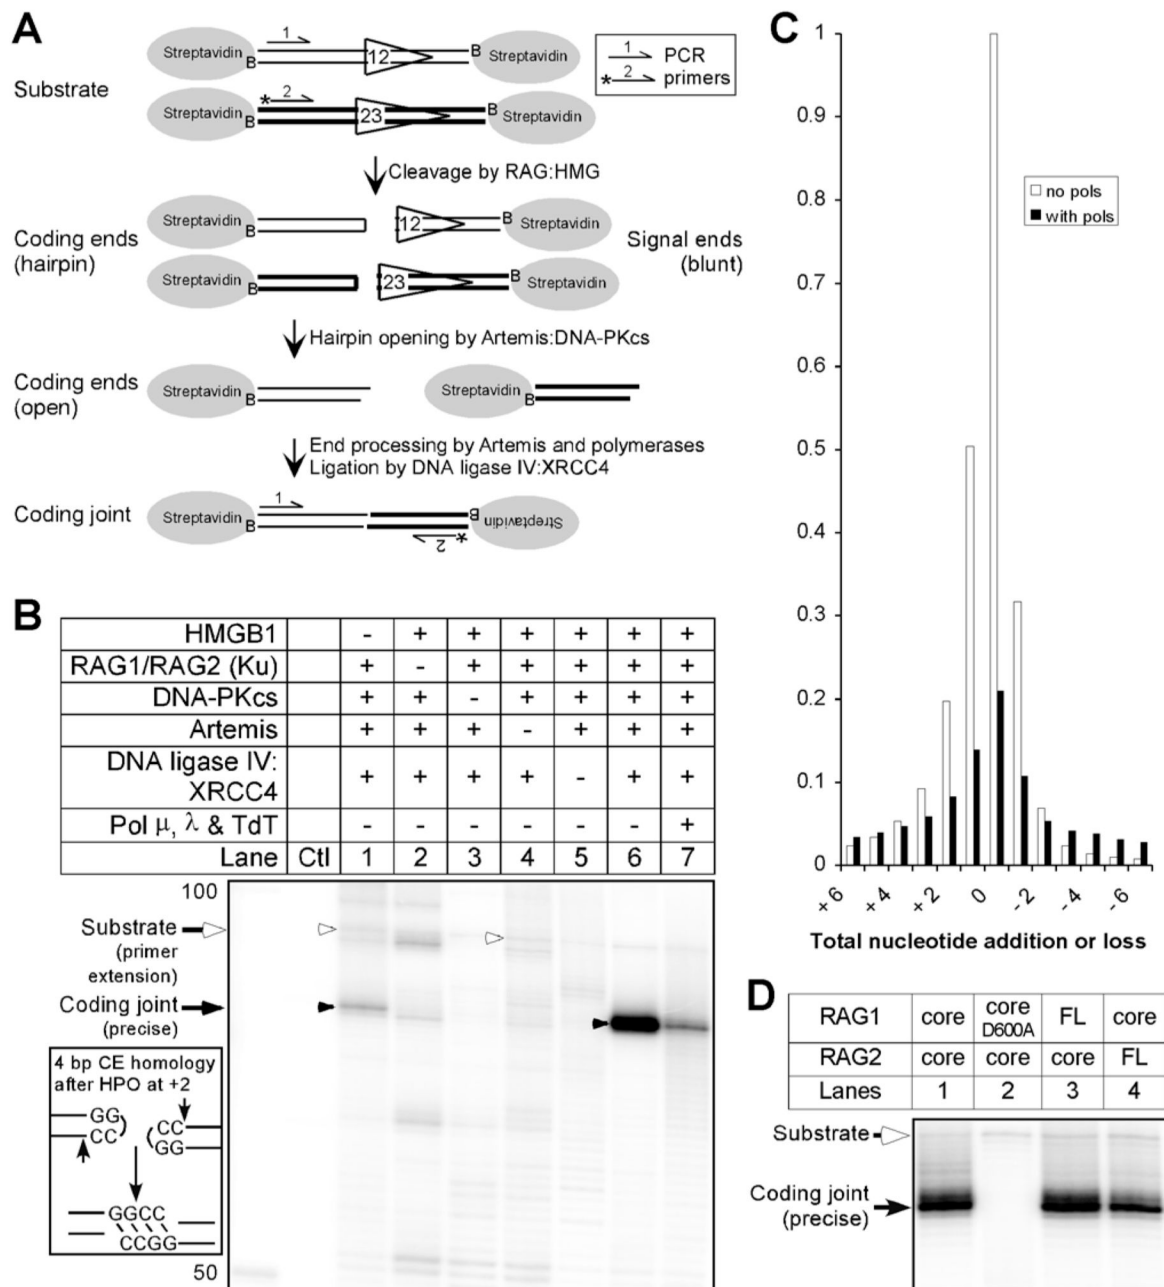 A
Substrate
Streptavidin
B
1
12
B
Streptavidin
1
PCR
* 2
primers
Streptavidin
B
* 2
23
B
Streptavidin
Cleavage by RAG:HMG
Coding ends
(hairpin)
Streptavidin
B
12
B
Streptavidin
Signal ends
(blunt)
Streptavidin
B
23
B
Streptavidin
Hairpin opening by Artemis:DNA-PKcs
Coding ends
(open)
Streptavidin
B
Streptavidin
B
End processing by Artemis and polymerases
Ligation by DNA ligase IV:XRCC4
Coding joint
Streptavidin
B
1
2 *
B
Streptavidin
B
HMGB1 - + + + + + +
RAG1/RAG2 (Ku) + - + + + + +
DNA-PKcs + + - + + + +
Artemis + + + - + + +
DNA ligase IV:
XRCC4 + + + + - + +
Pol μ, λ & TdT - - - - - - +
Lane Ctl 1 2 3 4 5 6 7
100
Substrate
(primer
extension)
Coding joint
(precise)
4 bp CE homology
after HPO at +2
GG
CC
CC
GG
GGCC
CCGG
50
C
1
0.9
0.8
0.7
0.6
0.5
0.4
0.3
0.2
0.1
0
no pols
with pols
+6 +4 +2 0 -2 -4 -6
Total nucleotide addition or loss
D
RAG1 core core D600A FL core
RAG2 core core core FL
Lanes 1 2 3 4
Substrate
Coding joint
(precise)